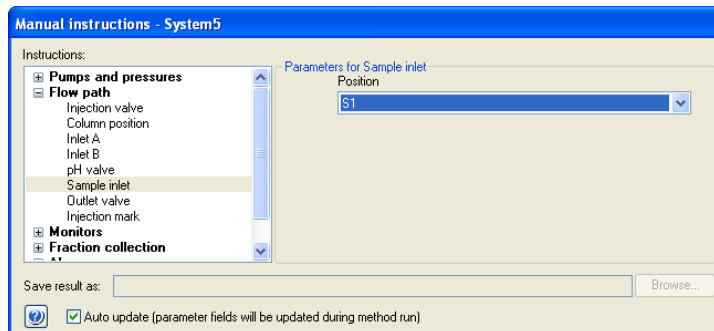 Manual instructions - System5
Instructions:
Pumps and pressures
Flow path
Injection valve
Column position
Inlet A
Inlet B
pH valve
Sample inlet
Outlet valve
Injection mark
Monitors
Fraction collection
Parameters for Sample inlet
Position
S1
Save result as:
Browse...
Auto update (parameter fields will be updated during method run)